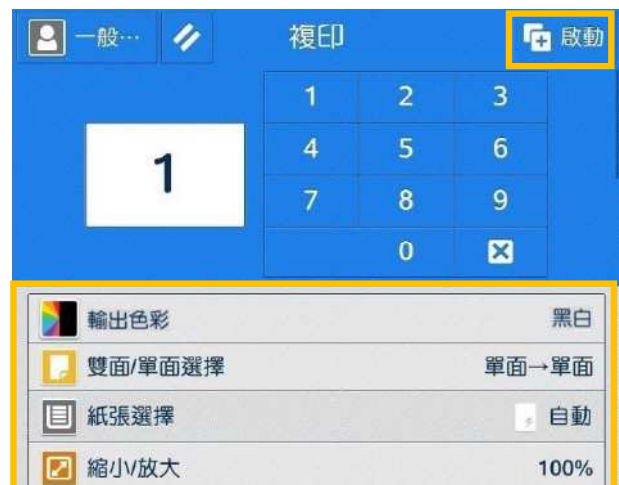 一般… 複印 啟動
1 2 3
1
4 5 6
7 8 9
0
輸出色彩 黑白
雙面/單面選擇 單面→單面
紙張選擇 自動
縮小/放大 100%